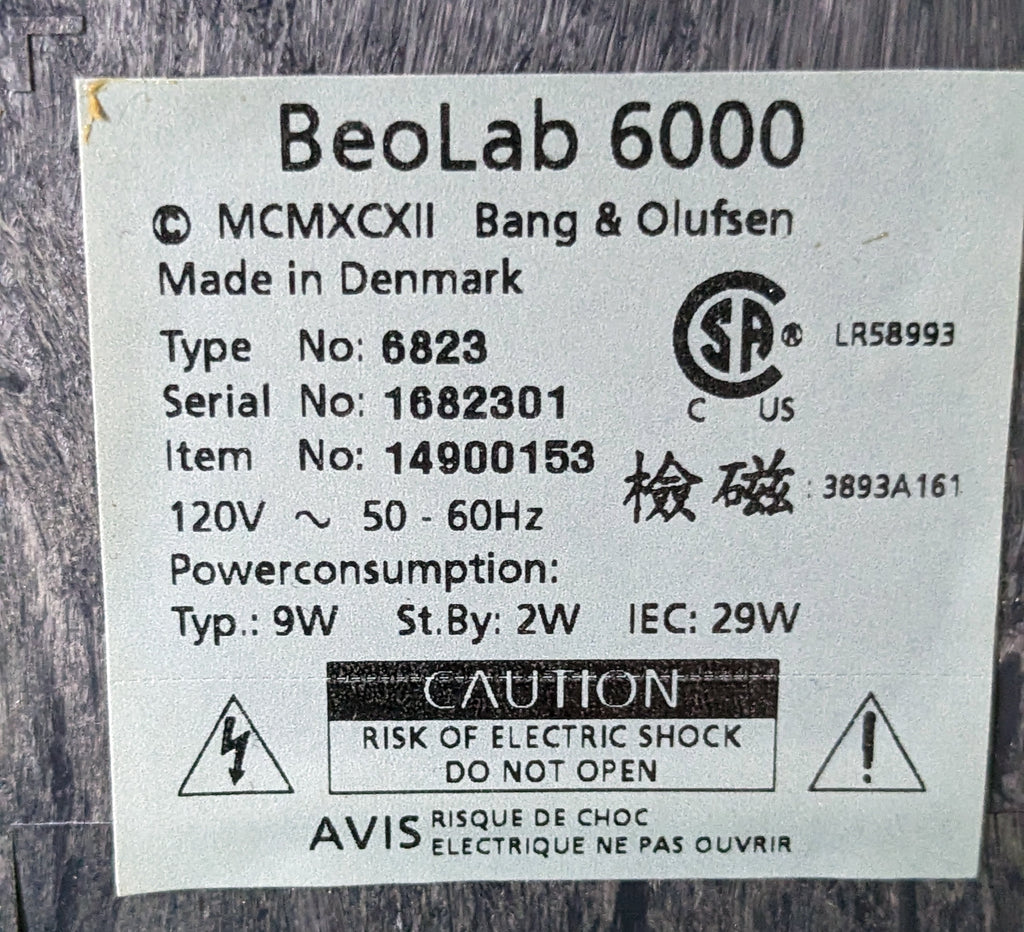 BeoLab 6000
© MCMXCXII Bang & Olufsen
Made in Denmark
Type No: 6823
Serial No: 1682301
Item No: 14900153
120V ~ 50 - 60Hz
Powerconsumption:
Typ.: 9W St.By: 2W IEC: 29W
CSA ® LR58993
C US
檢磁 : 3893A161
CAUTION
RISK OF ELECTRIC SHOCK
DO NOT OPEN
!
AVIS RISQUE DE CHOC
ELECTRIQUE NE PAS OUVRIR